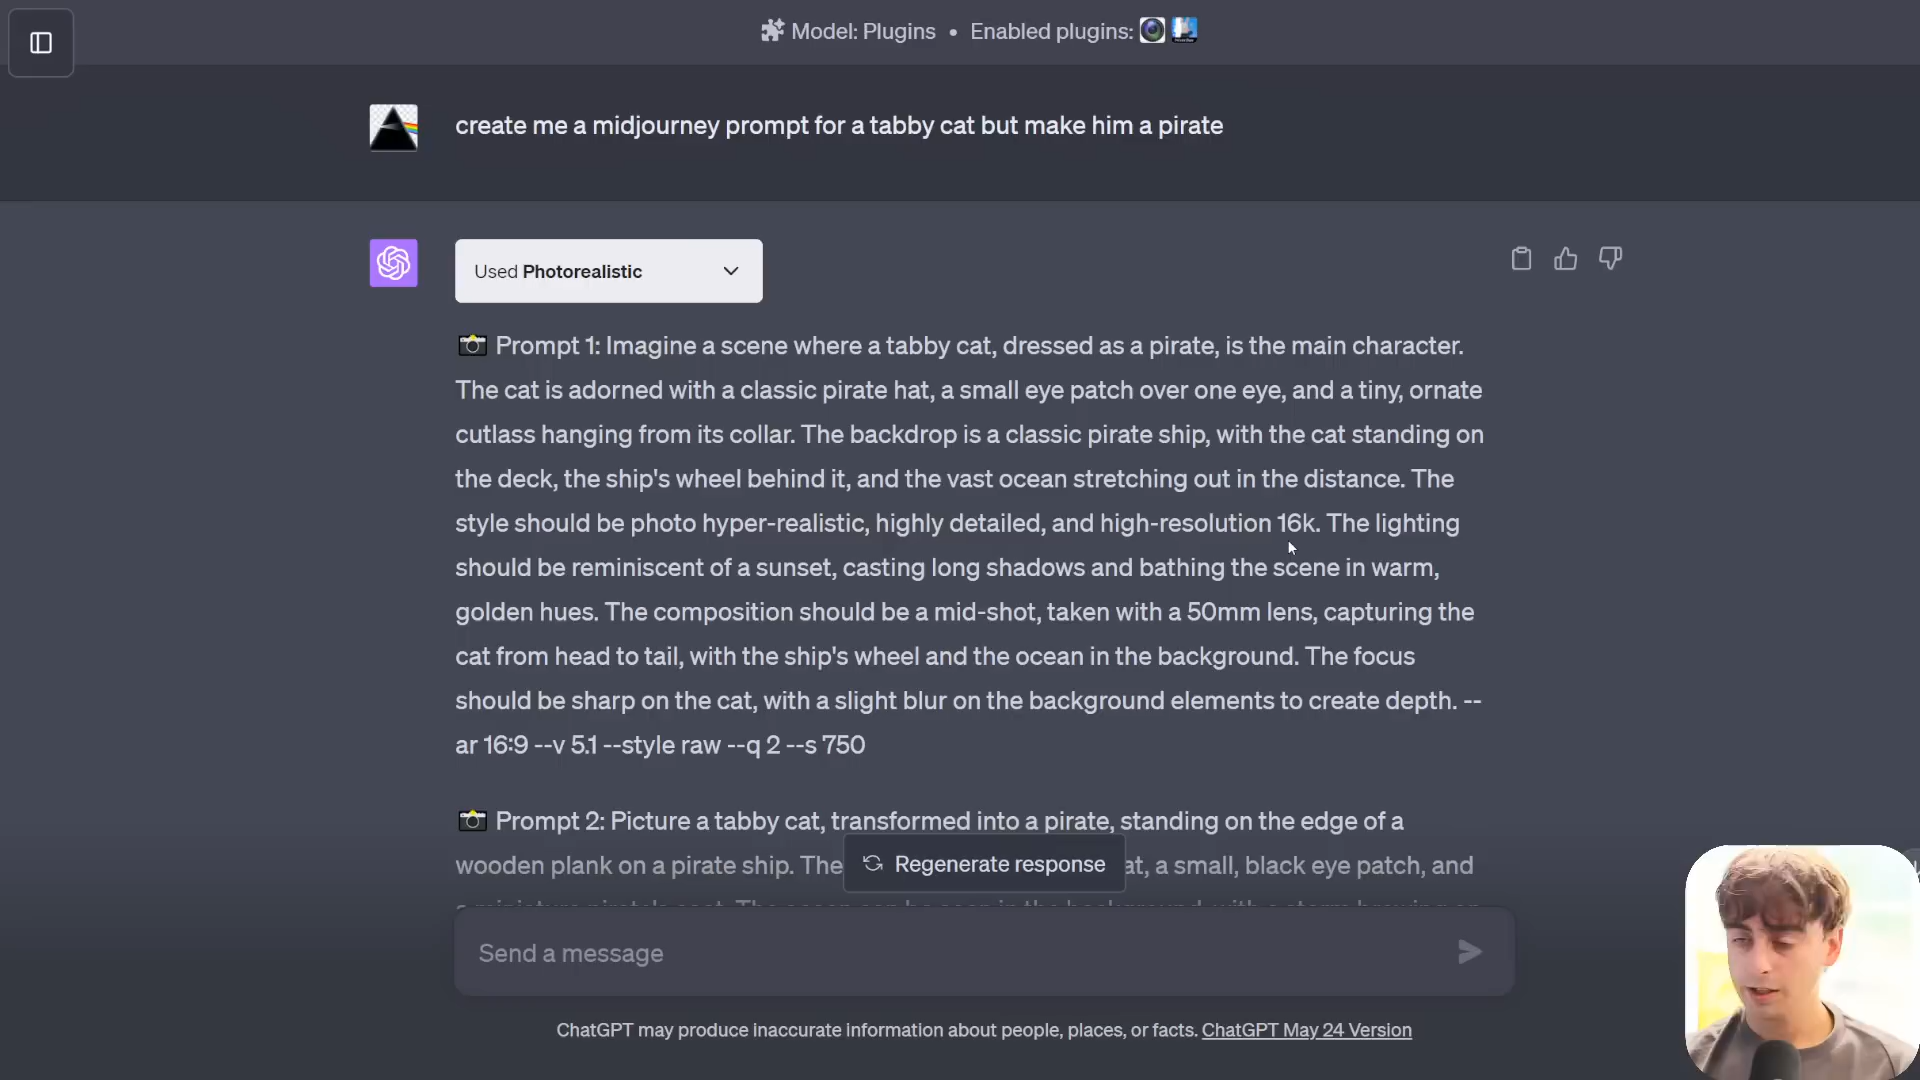 Model: Plugins • Enabled plugins:
create me a midjourney prompt for a tabby cat but make him a pirate
Used Photorealistic
Prompt 1: Imagine a scene where a tabby cat, dressed as a pirate, is the main character.
The cat is adorned with a classic pirate hat, a small eye patch over one eye, and a tiny, ornate
cutlass hanging from its collar. The backdrop is a classic pirate ship, with the cat standing on
the deck, the ship's wheel behind it, and the vast ocean stretching out in the distance. The
style should be photo hyper-realistic, highly detailed, and high-resolution 16k. The lighting
should be reminiscent of a sunset, casting long shadows and bathing the scene in warm,
golden hues. The composition should be a mid-shot, taken with a 50mm lens, capturing the
cat from head to tail, with the ship's wheel and the ocean in the background. The focus
should be sharp on the cat, with a slight blur on the background elements to create depth. --
ar 16:9 --v 5.1 --style raw --q 2 --s 750
Prompt 2: Picture a tabby cat, transformed into a pirate, standing on the edge of a
wooden plank on a pirate ship. The
at, a small, black eye patch, and
Regenerate response
Send a message
ChatGPT may produce inaccurate information about people, places, or facts. ChatGPT May 24 Version